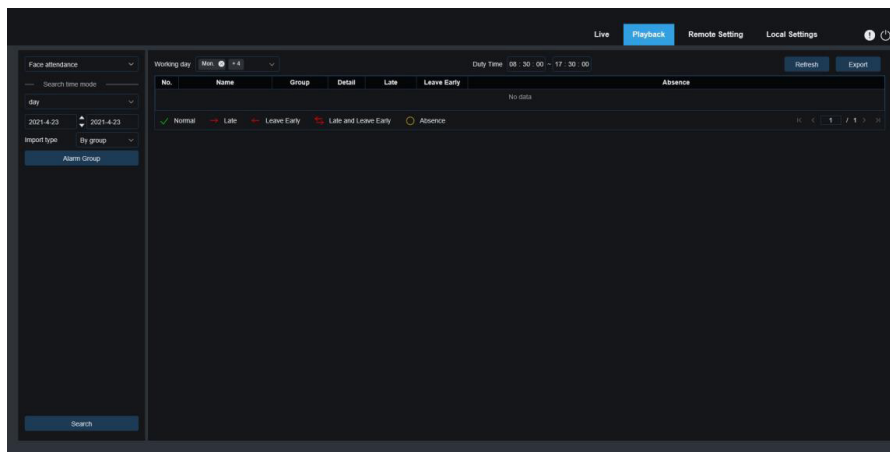 Live Playback Remote Setting Local Settings
Face attendance
Search time mode
day
2021-4-23 2021-4-23
Import type By group
Alarm Group
Search
Working day Mon. +4 Duty Time 08 : 30 : 00 ~ 17 : 30 : 00 Refresh Export
No. Name Group Detail Late Leave Early Absence
No data
Normal Late Leave Early Late and Leave Early Absence 1 / 1